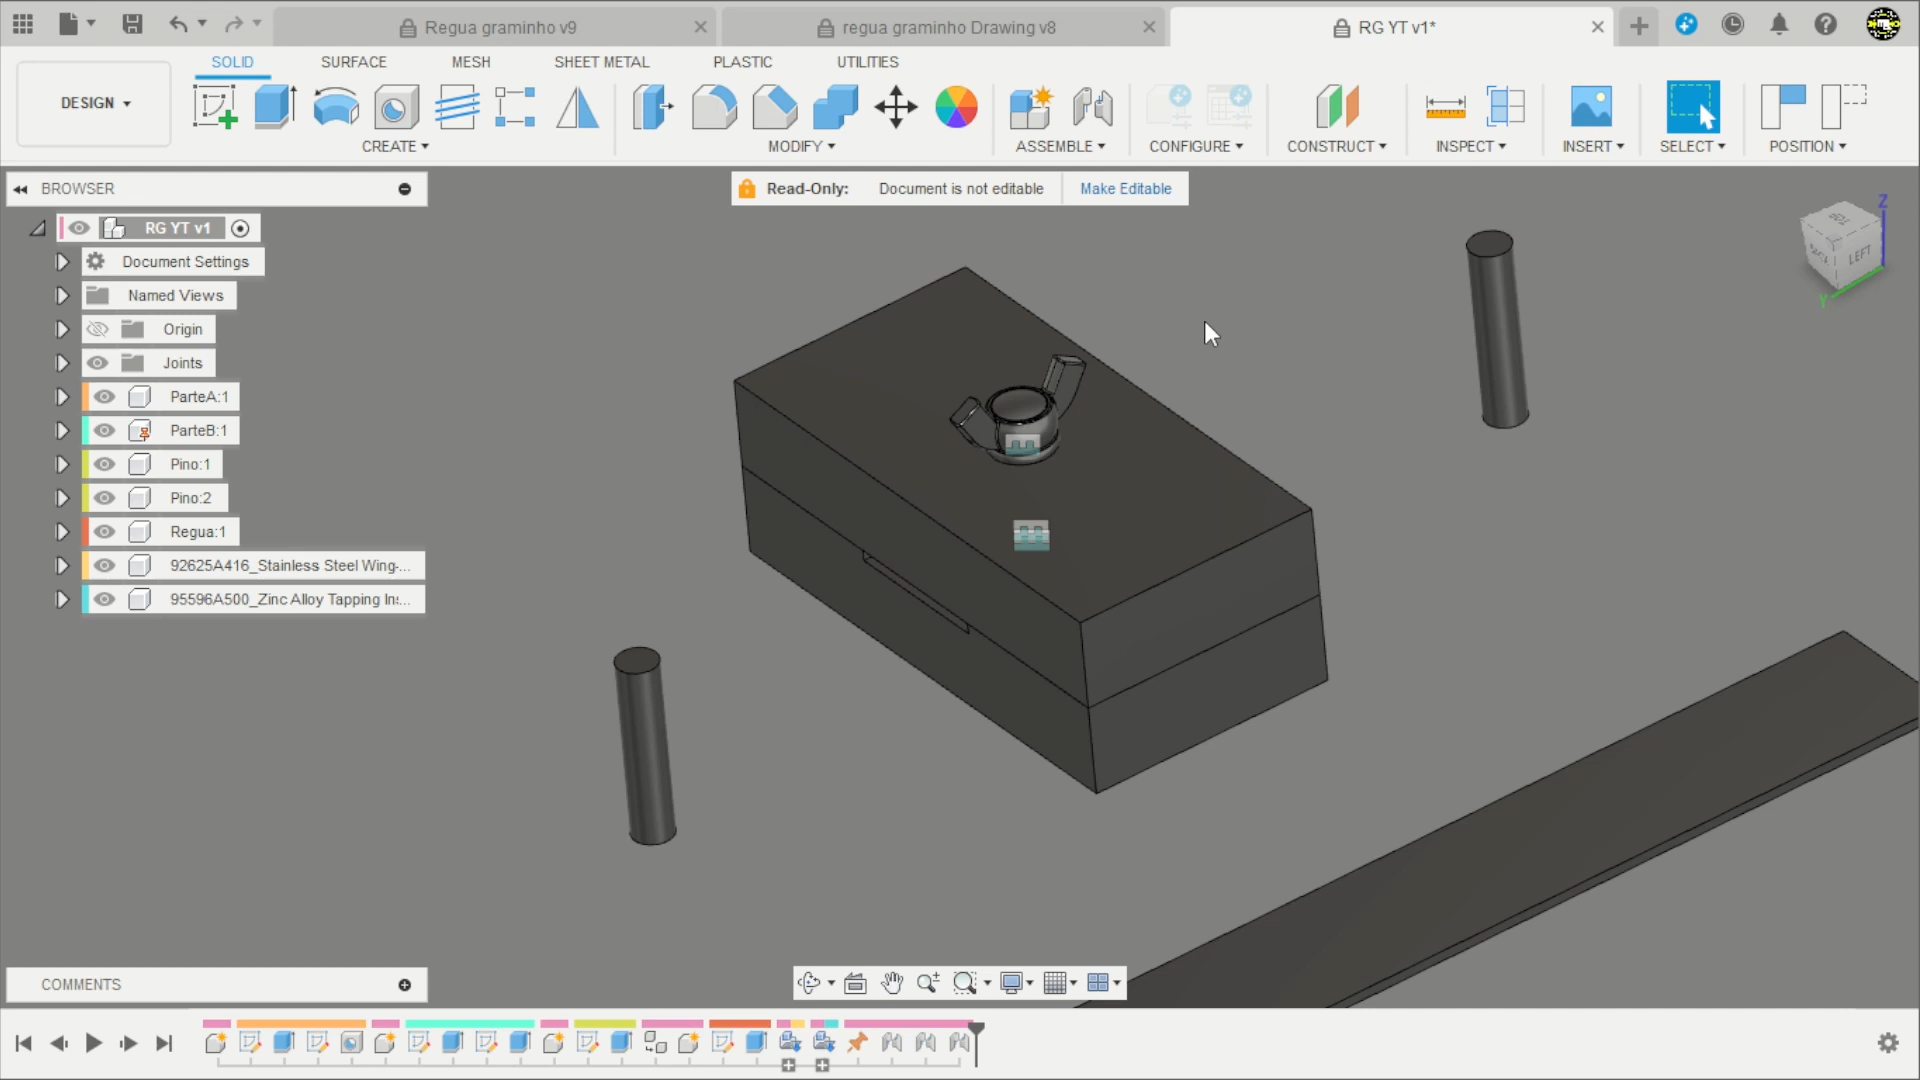 Regua graminho v9
regua graminho Drawing v8
RG YT v1*
SOLID
SURFACE
MESH
SHEET METAL
PLASTIC
UTILITIES
DESIGN
CREATE
MODIFY
ASSEMBLE
CONFIGURE
CONSTRUCT
INSPECT
INSERT
SELECT
POSITION
BROWSER
Read-Only: Document is not editable Make Editable
RG YT v1
Document Settings
Named Views
Origin
Joints
ParteA:1
ParteB:1
Pino:1
Pino:2
Regua:1
92625A416_Stainless Steel Wing-...
95596A500_Zinc Alloy Tapping Ins...
Z
TOP
BACK
LEFT
Y
COMMENTS